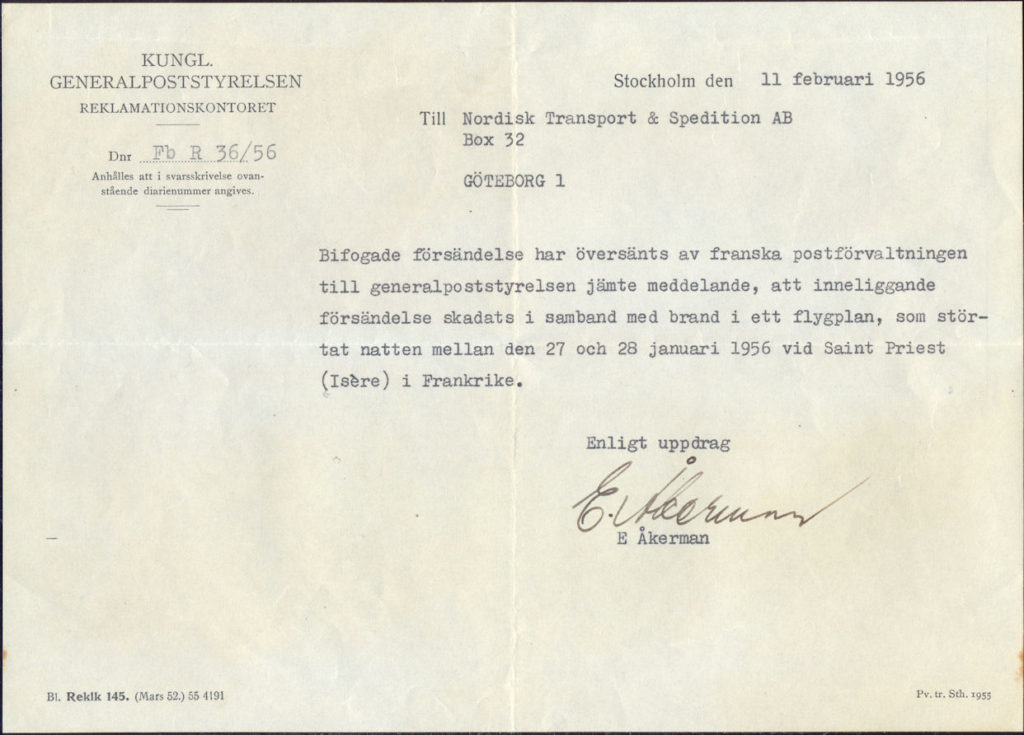 KUNGL.
GENERALPOSTSTYRELSEN
REKLAMATIONSKONTORET
Dnr Fb R 36/56
Anhålles att i svarsskrivelse ovan-
stående diarienummer angives.
Stockholm den 11 februari 1956
Till Nordisk Transport & Spedition AB
Box 32
GÖTEBORG 1
Bifogade försändelse har översänts av franska postförvaltningen
till generalpoststyrelsen jämte meddelande, att inneliggande
försändelse skadats i samband med brand i ett flygplan, som stör-
tat natten mellan den 27 och 28 januari 1956 vid Saint Priest
(Isère) i Frankrike.
Enligt uppdrag
E. Åkerman
E Åkerman
Bl. Reklk 145. (Mars 52.) 55 4191
Pv. tr. Sth. 1955